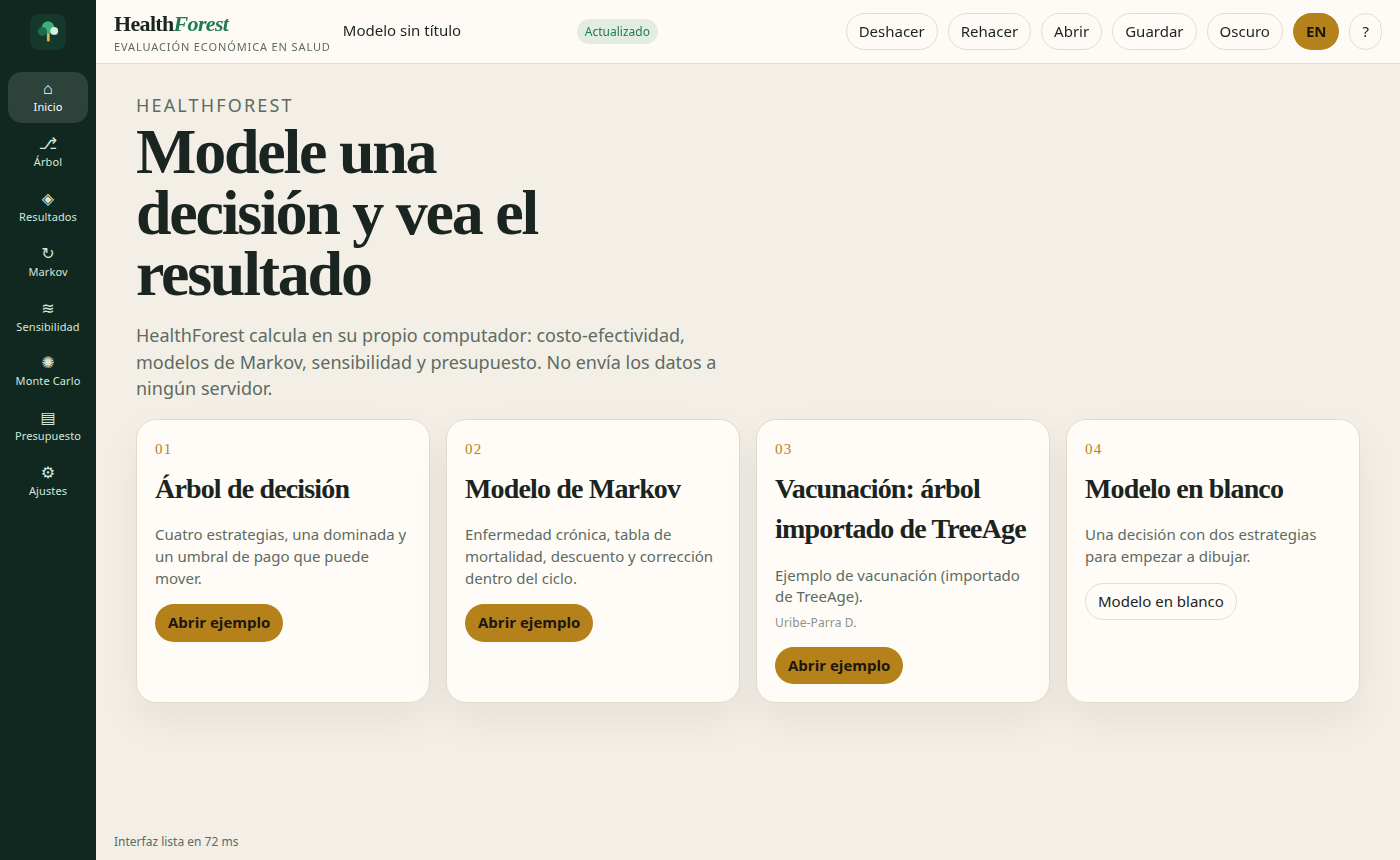 HealthForest
EVALUACIÓN ECONÓMICA EN SALUD
Modelo sin título
Actualizado
Deshacer
Rehacer
Abrir
Guardar
Oscuro
EN
?
Inicio
Árbol
Resultados
Markov
Sensibilidad
Monte Carlo
Presupuesto
Ajustes
HEALTHFOREST
Modele una
decisión y vea el
resultado
HealthForest calcula en su propio computador: costo-efectividad,
modelos de Markov, sensibilidad y presupuesto. No envía los datos a
ningún servidor.
01
Árbol de decisión
Cuatro estrategias, una dominada y
un umbral de pago que puede
mover.
Abrir ejemplo
02
Modelo de Markov
Enfermedad crónica, tabla de
mortalidad, descuento y corrección
dentro del ciclo.
Abrir ejemplo
03
Vacunación: árbol
importado de TreeAge
Ejemplo de vacunación (importado
de TreeAge).
Uribe-Parra D.
Abrir ejemplo
04
Modelo en blanco
Una decisión con dos estrategias
para empezar a dibujar.
Modelo en blanco
Interfaz lista en 72 ms